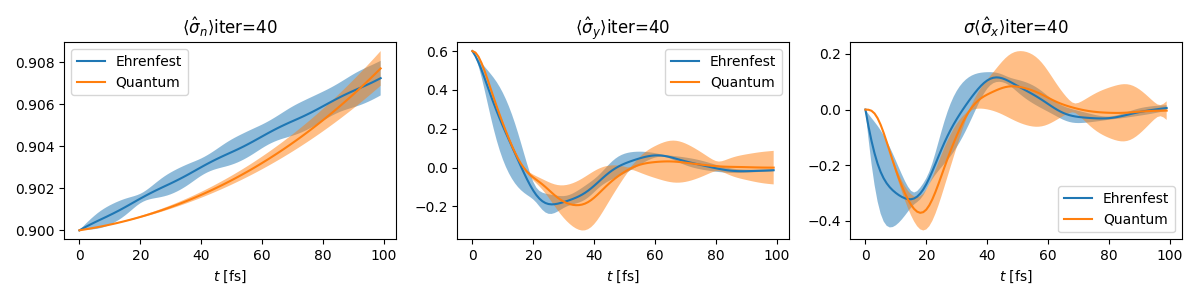 ⟨σ̂ₙ⟩iter=40
0.908
0.906
0.904
0.902
0.900
Ehrenfest
Quantum
0 20 40 60 80 100
t [fs]
⟨σ̂ᵧ⟩iter=40
0.6
0.4
0.2
0.0
−0.2
Ehrenfest
Quantum
0 20 40 60 80 100
t [fs]
σ⟨σ̂ₓ⟩iter=40
0.2
0.0
−0.2
−0.4
Ehrenfest
Quantum
0 20 40 60 80 100
t [fs]